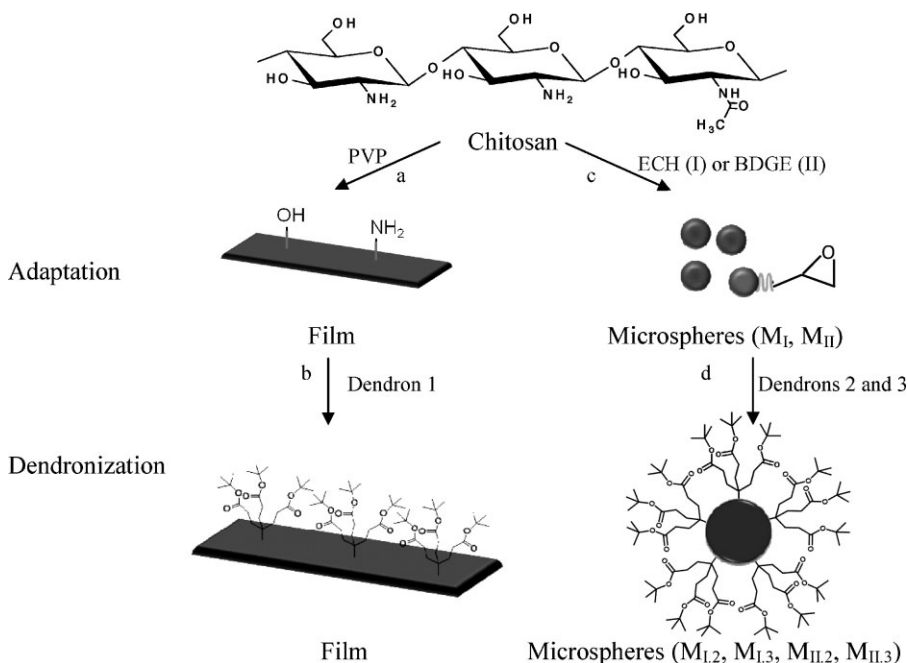 OH
OH
OH
O
O
O
O
O
HO
HO
HO
NH2
NH2
NH
O
H3C
Chitosan
PVP
a
c
ECH (I) or BDGE (II)
OH
NH2
O
Adaptation
Film
Microspheres (MI, MII)
b
Dendron 1
d
Dendrons 2 and 3
Dendronization
Film
Microspheres (MI.2, MI.3, MII.2, MII.3)